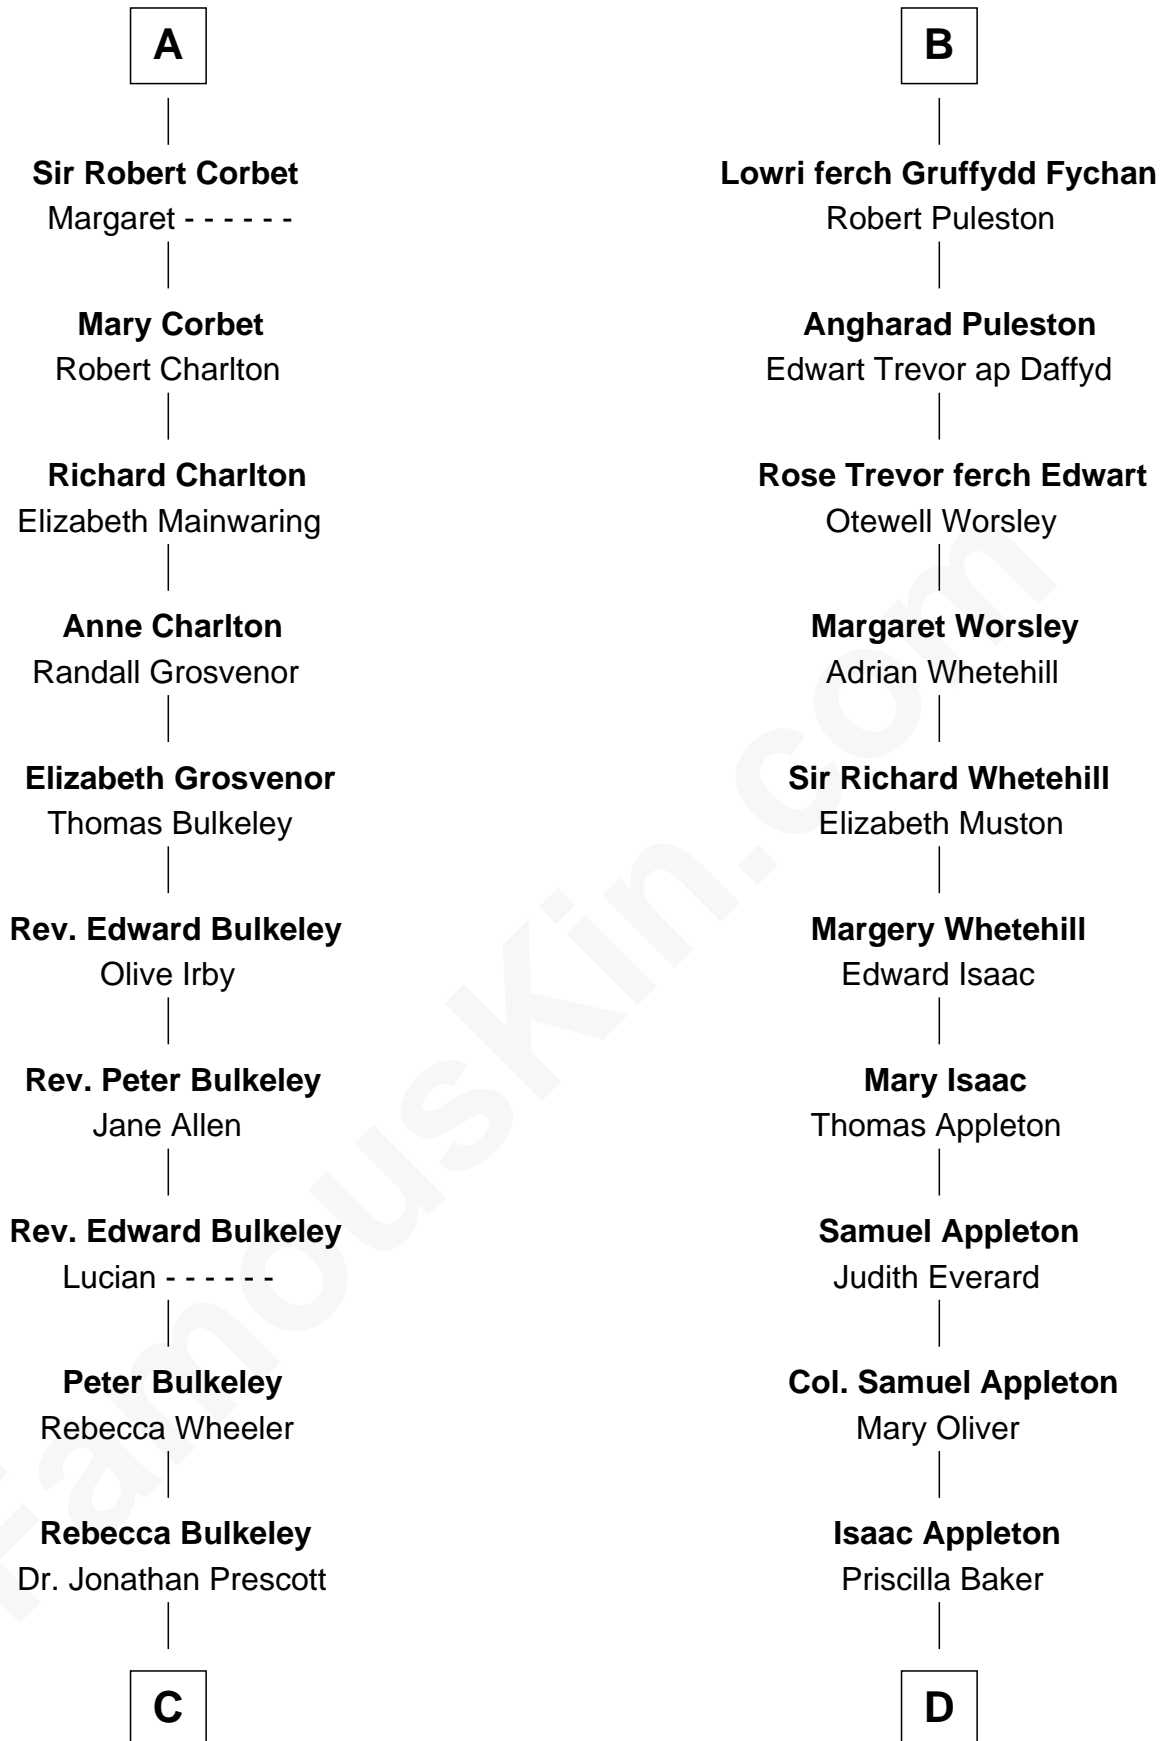 A
Sir Robert Corbet
Margaret - - - - - -
Mary Corbet
Robert Charlton
Richard Charlton
Elizabeth Mainwaring
Anne Charlton
Randall Grosvenor
Elizabeth Grosvenor
Thomas Bulkeley
Rev. Edward Bulkeley
Olive Irby
Rev. Peter Bulkeley
Jane Allen
Rev. Edward Bulkeley
Lucian - - - - - -
Peter Bulkeley
Rebecca Wheeler
Rebecca Bulkeley
Dr. Jonathan Prescott
C
B
Lowri ferch Gruffydd Fychan
Robert Puleston
Angharad Puleston
Edwart Trevor ap Daffyd
Rose Trevor ferch Edwart
Otewell Worsley
Margaret Worsley
Adrian Whetehill
Sir Richard Whetehill
Elizabeth Muston
Margery Whetehill
Edward Isaac
Mary Isaac
Thomas Appleton
Samuel Appleton
Judith Everard
Col. Samuel Appleton
Mary Oliver
Isaac Appleton
Priscilla Baker
D
FamousKin.com